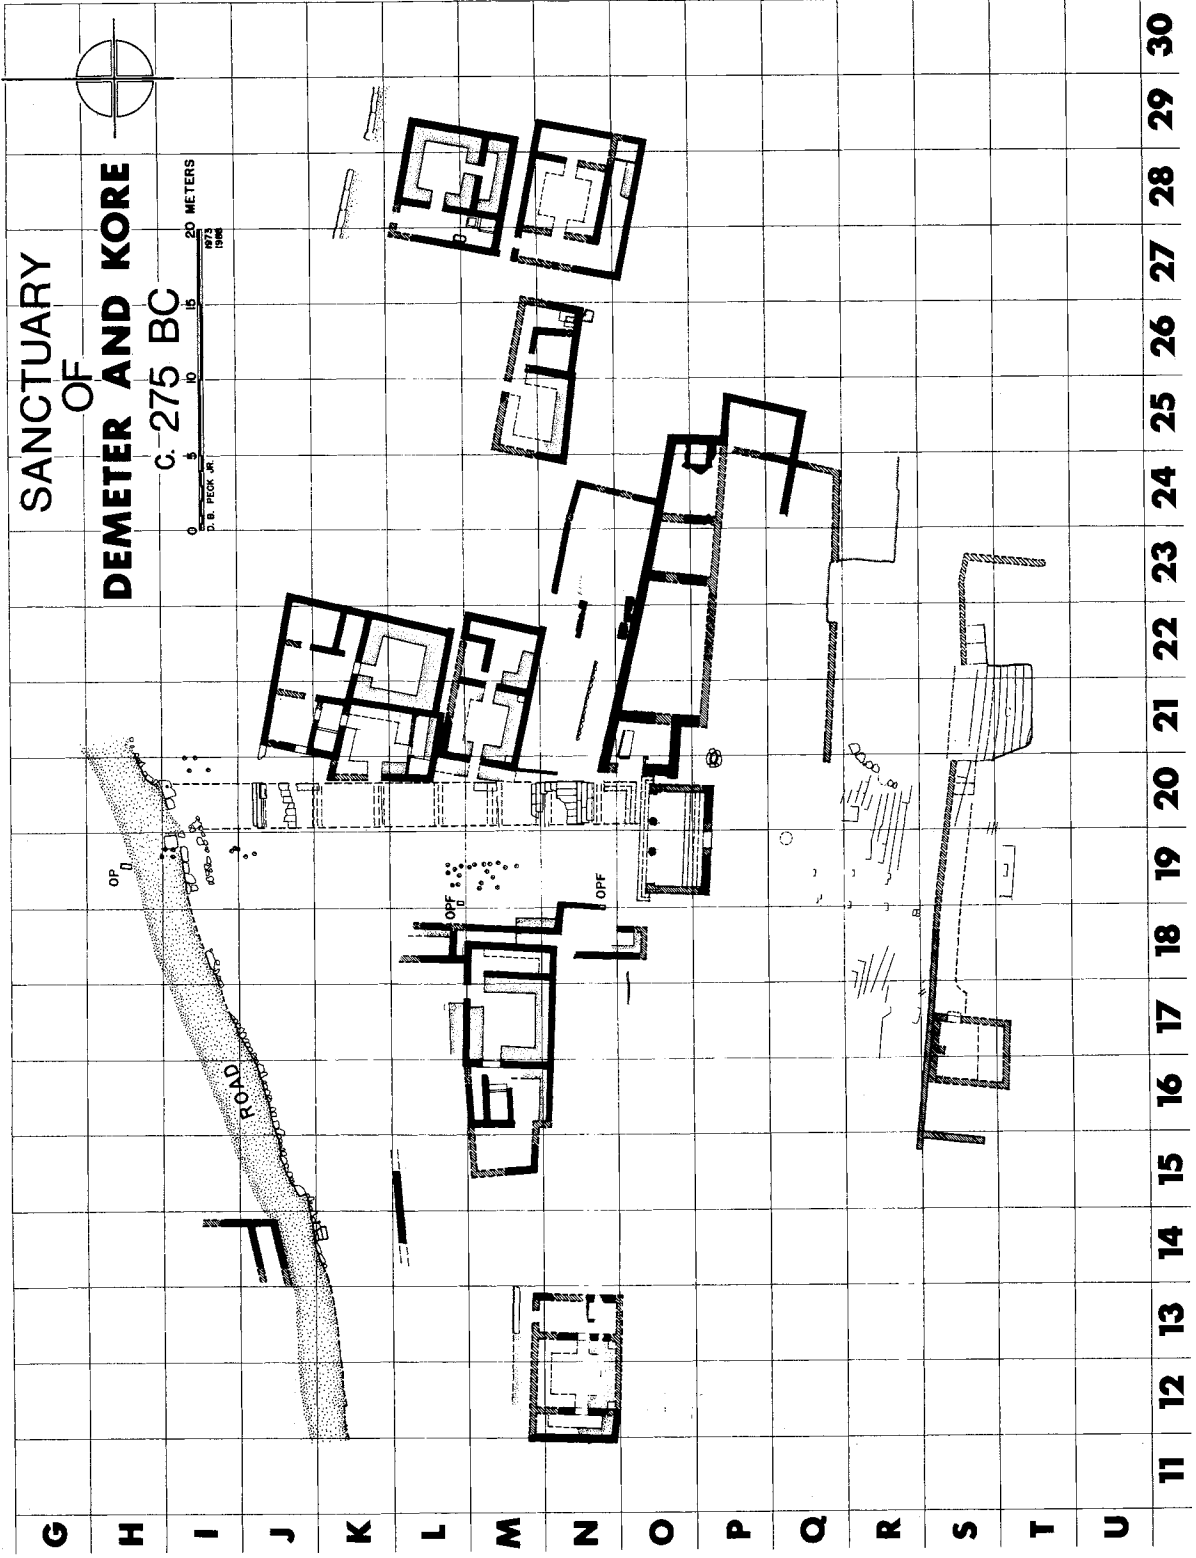 SANCTUARY
OF
DEMETER AND KORE
C. 275 BC
0 5 10 15 20 METERS
D. B. PECK JR.
1973
1988
OP
ROAD
OPF
OPF
G
H
I
J
K
L
M
N
O
P
Q
R
S
T
U
11 12 13 14 15 16 17 18 19 20 21 22 23 24 25 26 27 28 29 30